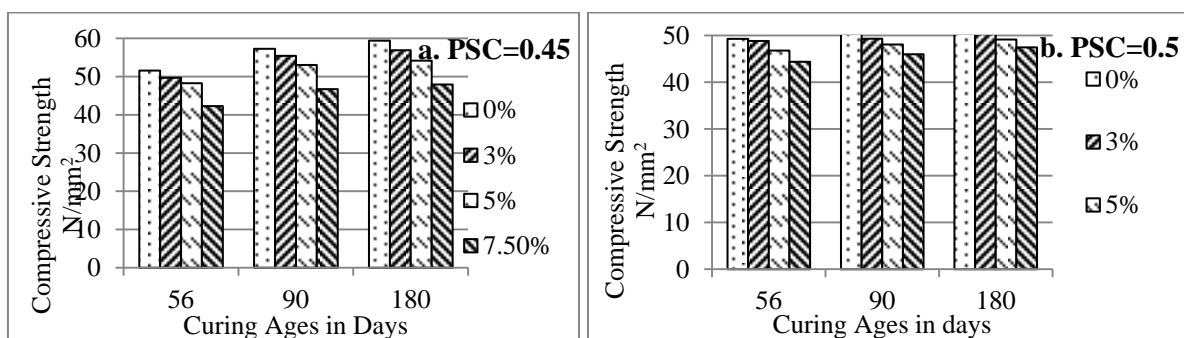 a. PSC=0.45
Compressive Strength
N/mm²
60
50
40
30
20
10
0
56 90 180
Curing Ages in Days
0%
3%
5%
7.50%
b. PSC=0.5
Compressive Strength
N/mm²
50
40
30
20
10
0
56 90 180
Curing Ages in days
0%
3%
5%